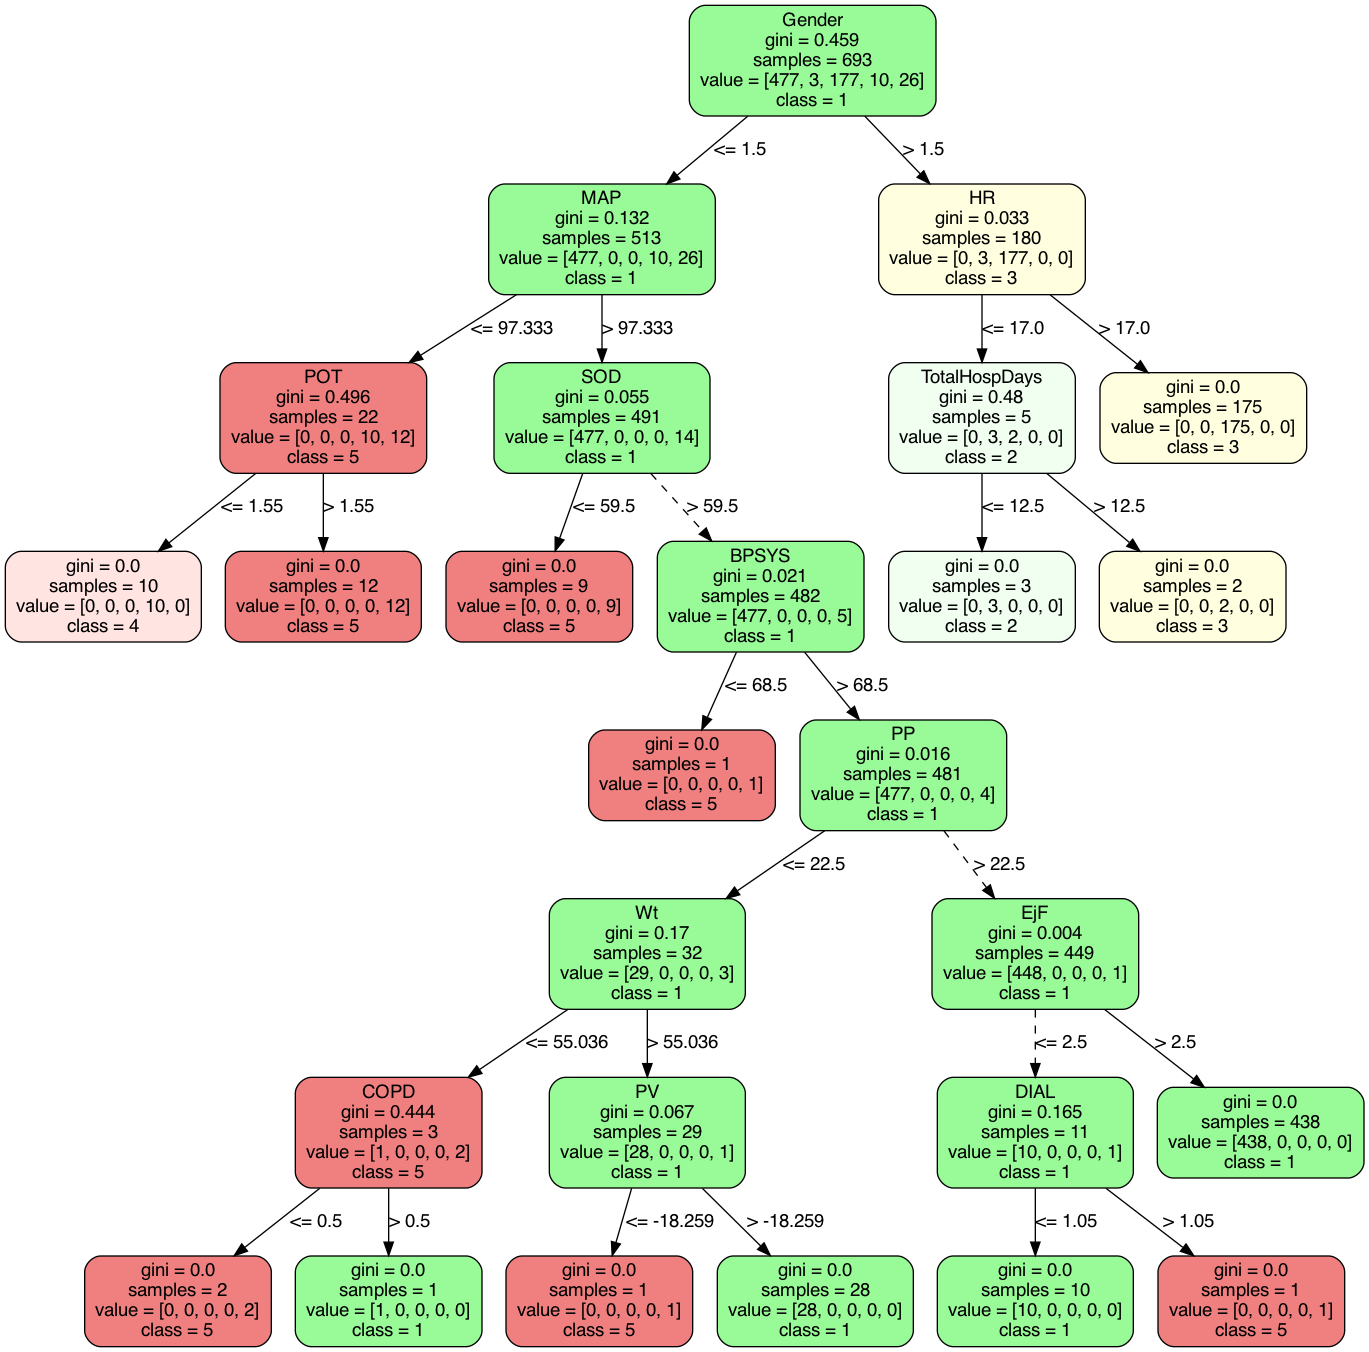 Gender
gini = 0.459
samples = 693
value = [477, 3, 177, 10, 26]
class = 1
<= 1.5
> 1.5
MAP
gini = 0.132
samples = 513
value = [477, 0, 0, 10, 26]
class = 1
HR
gini = 0.033
samples = 180
value = [0, 3, 177, 0, 0]
class = 3
<= 97.333
> 97.333
<= 17.0
> 17.0
POT
gini = 0.496
samples = 22
value = [0, 0, 0, 10, 12]
class = 5
SOD
gini = 0.055
samples = 491
value = [477, 0, 0, 0, 14]
class = 1
TotalHospDays
gini = 0.48
samples = 5
value = [0, 3, 2, 0, 0]
class = 2
gini = 0.0
samples = 175
value = [0, 0, 175, 0, 0]
class = 3
<= 1.55
> 1.55
<= 59.5
> 59.5
<= 12.5
> 12.5
gini = 0.0
samples = 10
value = [0, 0, 0, 10, 0]
class = 4
gini = 0.0
samples = 12
value = [0, 0, 0, 0, 12]
class = 5
gini = 0.0
samples = 9
value = [0, 0, 0, 0, 9]
class = 5
BPSYS
gini = 0.021
samples = 482
value = [477, 0, 0, 0, 5]
class = 1
gini = 0.0
samples = 3
value = [0, 3, 0, 0, 0]
class = 2
gini = 0.0
samples = 2
value = [0, 0, 2, 0, 0]
class = 3
<= 68.5
> 68.5
gini = 0.0
samples = 1
value = [0, 0, 0, 0, 1]
class = 5
PP
gini = 0.016
samples = 481
value = [477, 0, 0, 0, 4]
class = 1
<= 22.5
> 22.5
Wt
gini = 0.17
samples = 32
value = [29, 0, 0, 0, 3]
class = 1
EjF
gini = 0.004
samples = 449
value = [448, 0, 0, 0, 1]
class = 1
<= 55.036
> 55.036
<= 2.5
> 2.5
COPD
gini = 0.444
samples = 3
value = [1, 0, 0, 0, 2]
class = 5
PV
gini = 0.067
samples = 29
value = [28, 0, 0, 0, 1]
class = 1
DIAL
gini = 0.165
samples = 11
value = [10, 0, 0, 0, 1]
class = 1
gini = 0.0
samples = 438
value = [438, 0, 0, 0, 0]
class = 1
<= 0.5
> 0.5
<= -18.259
> -18.259
<= 1.05
> 1.05
gini = 0.0
samples = 2
value = [0, 0, 0, 0, 2]
class = 5
gini = 0.0
samples = 1
value = [1, 0, 0, 0, 0]
class = 1
gini = 0.0
samples = 1
value = [0, 0, 0, 0, 1]
class = 5
gini = 0.0
samples = 28
value = [28, 0, 0, 0, 0]
class = 1
gini = 0.0
samples = 10
value = [10, 0, 0, 0, 0]
class = 1
gini = 0.0
samples = 1
value = [0, 0, 0, 0, 1]
class = 5